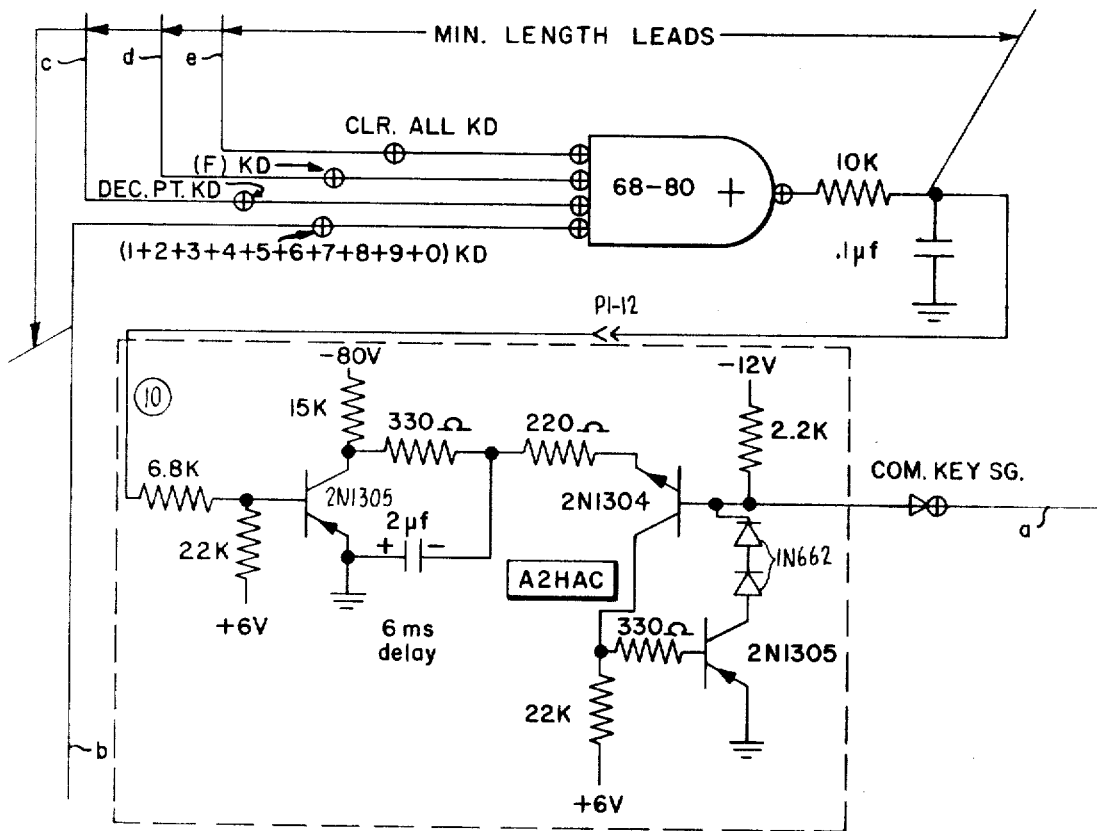 MIN. LENGTH LEADS
c
d
e
CLR. ALL KD
(F) KD
DEC. PT. KD
(1+2+3+4+5+6+7+8+9+0) KD
68-80
+
10K
.1µf
P1-12
10
-80V
15K
330Ω
220Ω
-12V
2.2K
6.8K
2N1305
2N1304
COM. KEY SG.
a
22K
+ 2µf -
1N662
A2HAC
+6V
6 ms
delay
330Ω
2N1305
22K
b
+6V